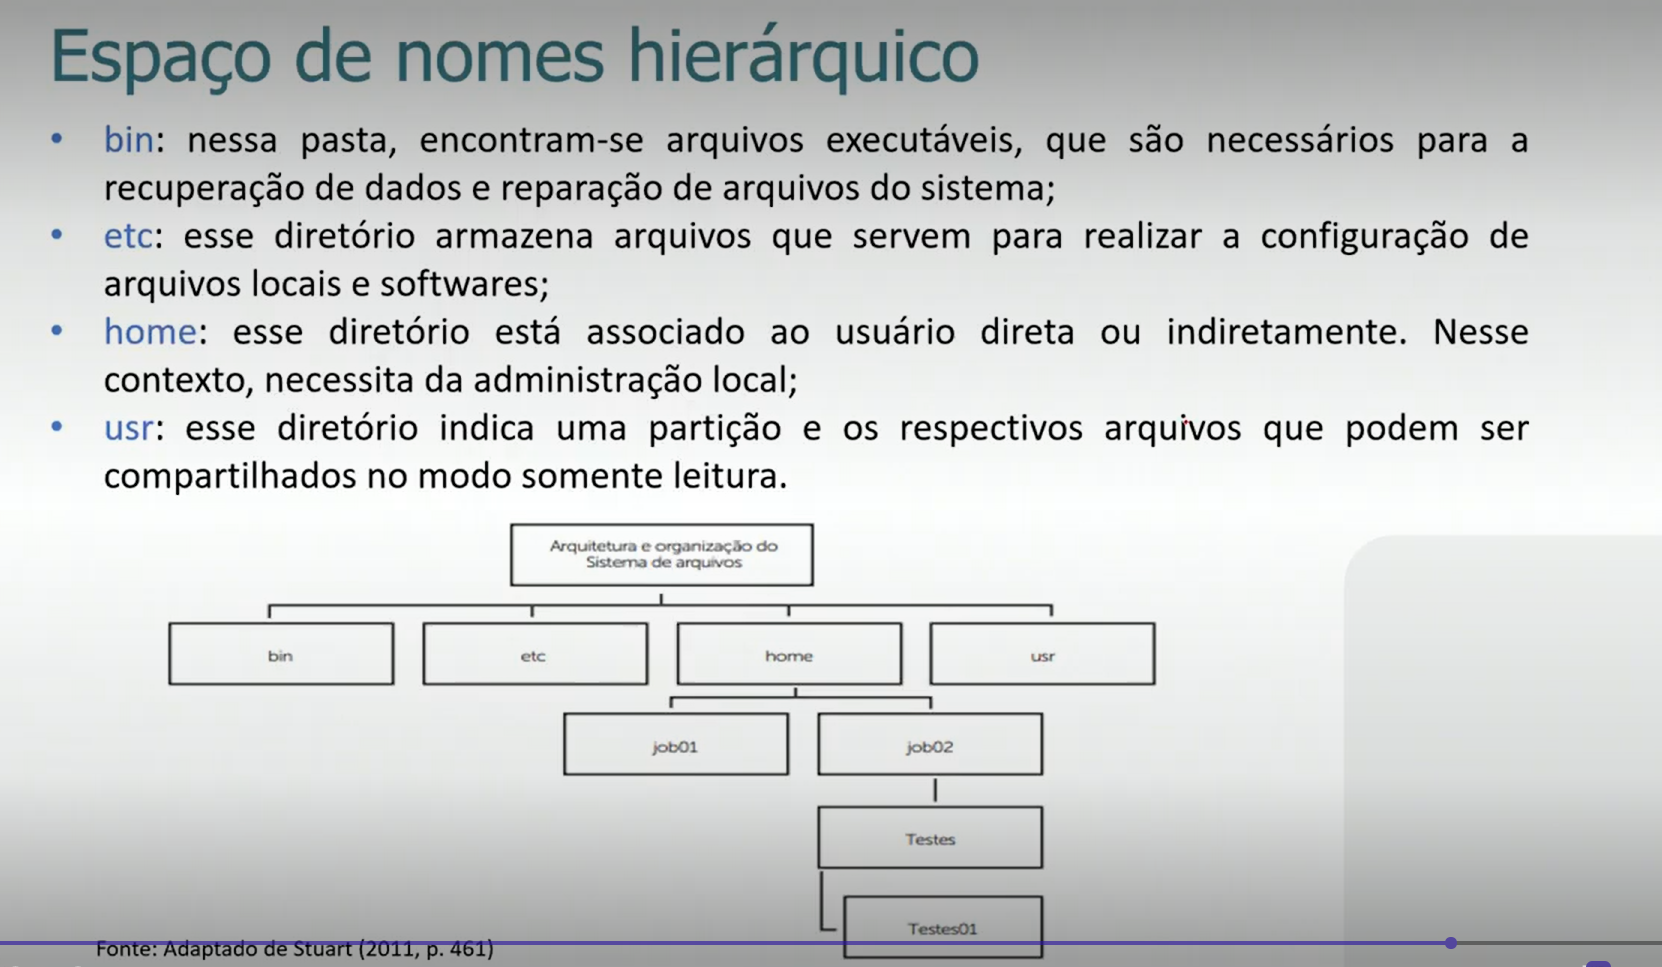 Espaço de nomes hierárquico
• bin: nessa pasta, encontram-se arquivos executáveis, que são necessários para a
recuperação de dados e reparação de arquivos do sistema;
• etc: esse diretório armazena arquivos que servem para realizar a configuração de
arquivos locais e softwares;
• home: esse diretório está associado ao usuário direta ou indiretamente. Nesse
contexto, necessita da administração local;
• usr: esse diretório indica uma partição e os respectivos arquivos que podem ser
compartilhados no modo somente leitura.
Arquitetura e organização do
Sistema de arquivos
bin
etc
home
usr
job01
job02
Testes
Testes01
Fonte: Adaptado de Stuart (2011, p. 461)